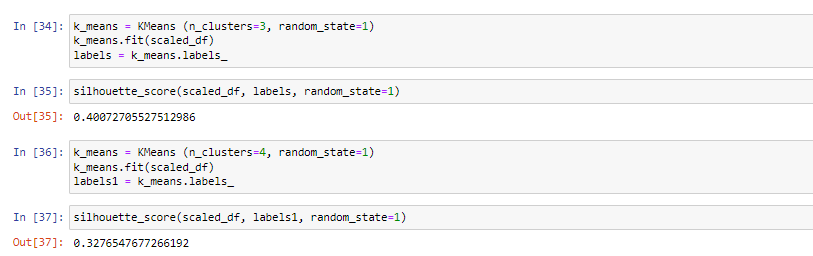 In [34]: k_means = KMeans (n_clusters=3, random_state=1)
k_means.fit(scaled_df)
labels = k_means.labels_
In [35]: silhouette_score(scaled_df, labels, random_state=1)
Out[35]: 0.40072705527512986
In [36]: k_means = KMeans (n_clusters=4, random_state=1)
k_means.fit(scaled_df)
labels1 = k_means.labels_
In [37]: silhouette_score(scaled_df, labels1, random_state=1)
Out[37]: 0.3276547677266192